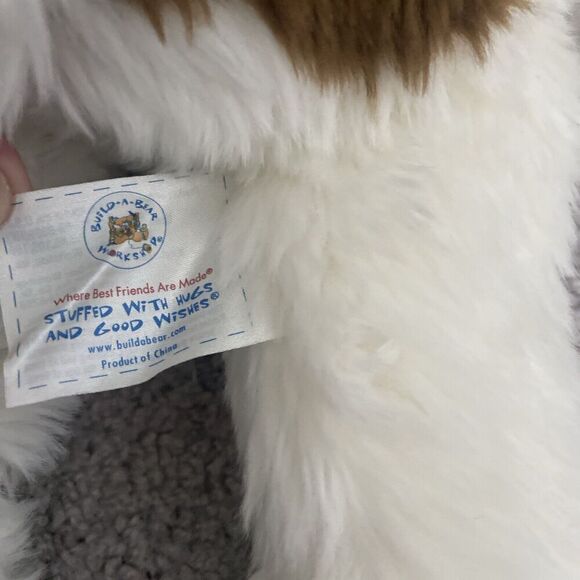 BUILD-A-BEAR
WORKSHOP®
Where Best Friends Are Made®
STUFFED WITH HUGS
AND GOOD WISHES®
www.buildabear.com
Product of China